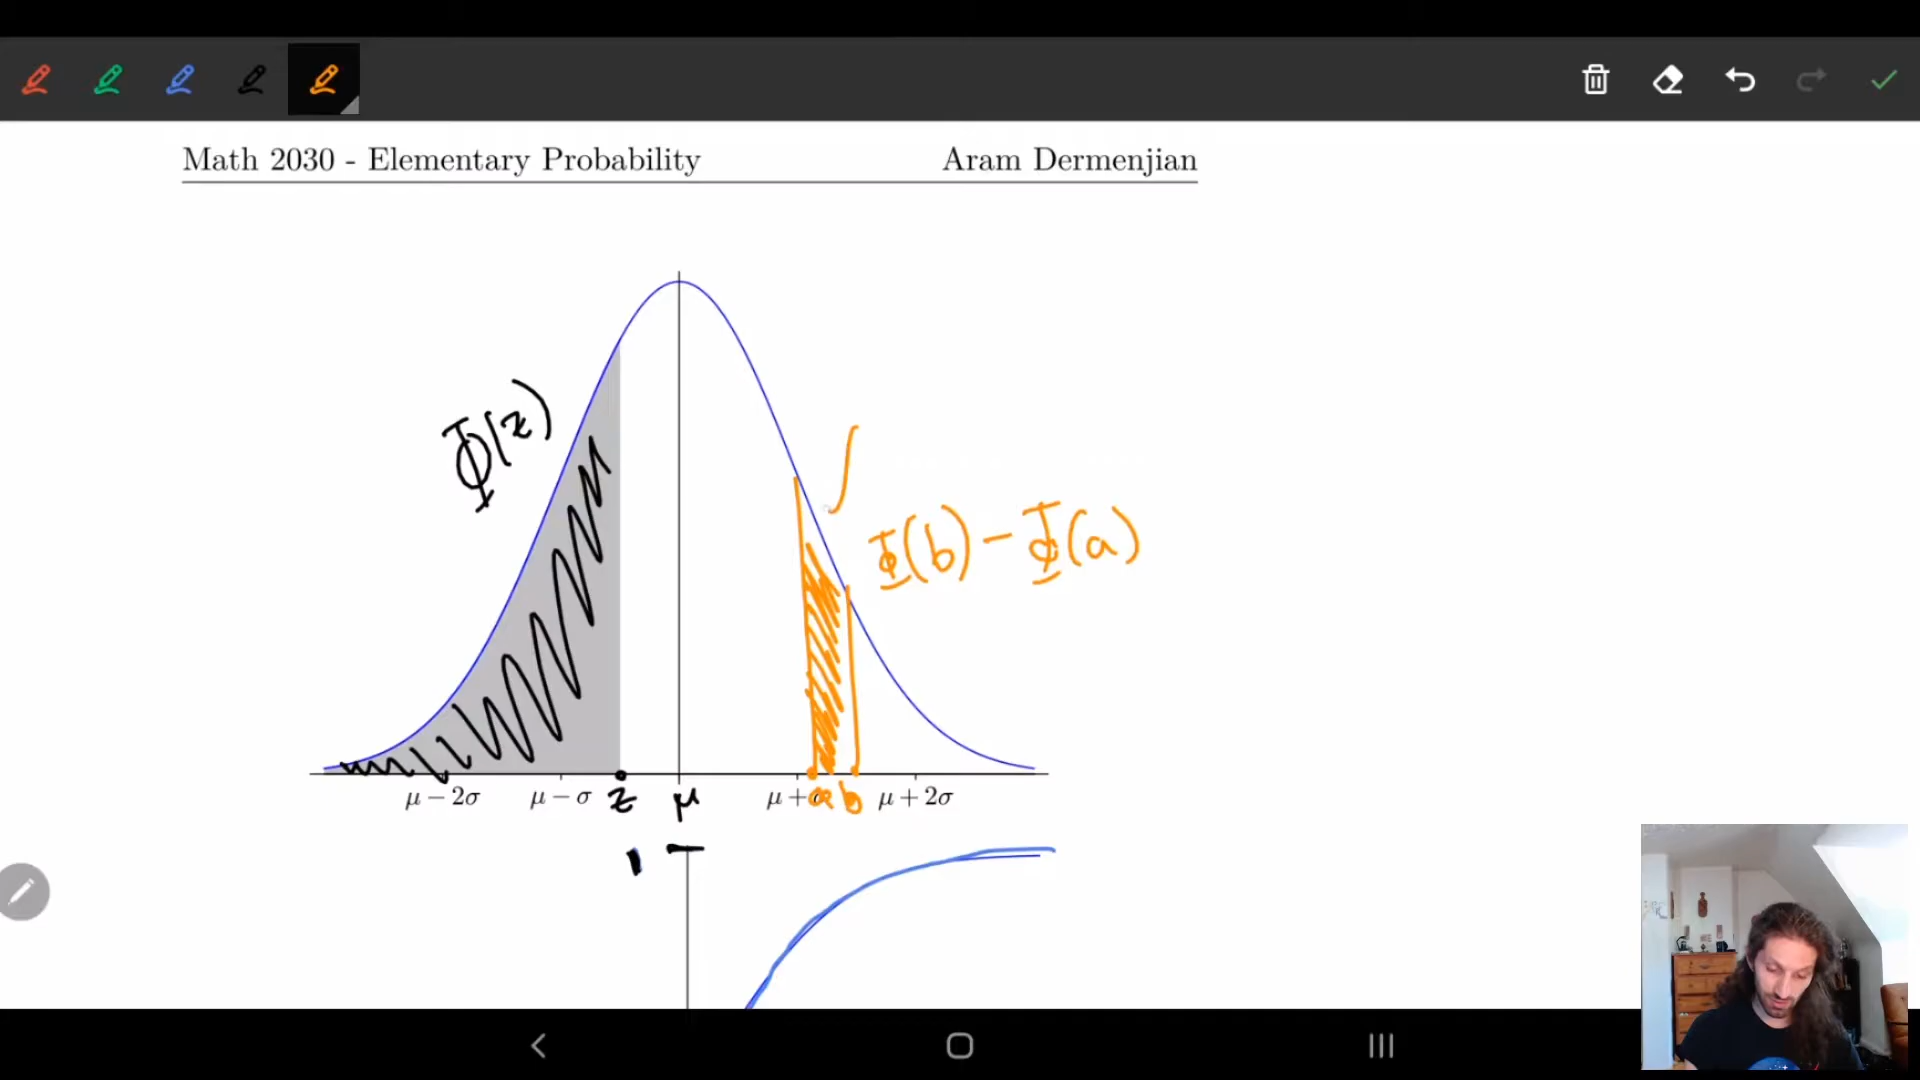 Math 2030 - Elementary Probability Aram Dermenjian
Φ(z)
∫
Φ(b) - Φ(a)
μ - 2σ μ - σ z μ μ + a b μ + 2σ
1